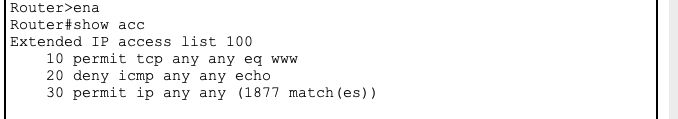 Router>ena
Router#show acc
Extended IP access list 100
10 permit tcp any any eq www
20 deny icmp any any echo
30 permit ip any any (1877 match(es))